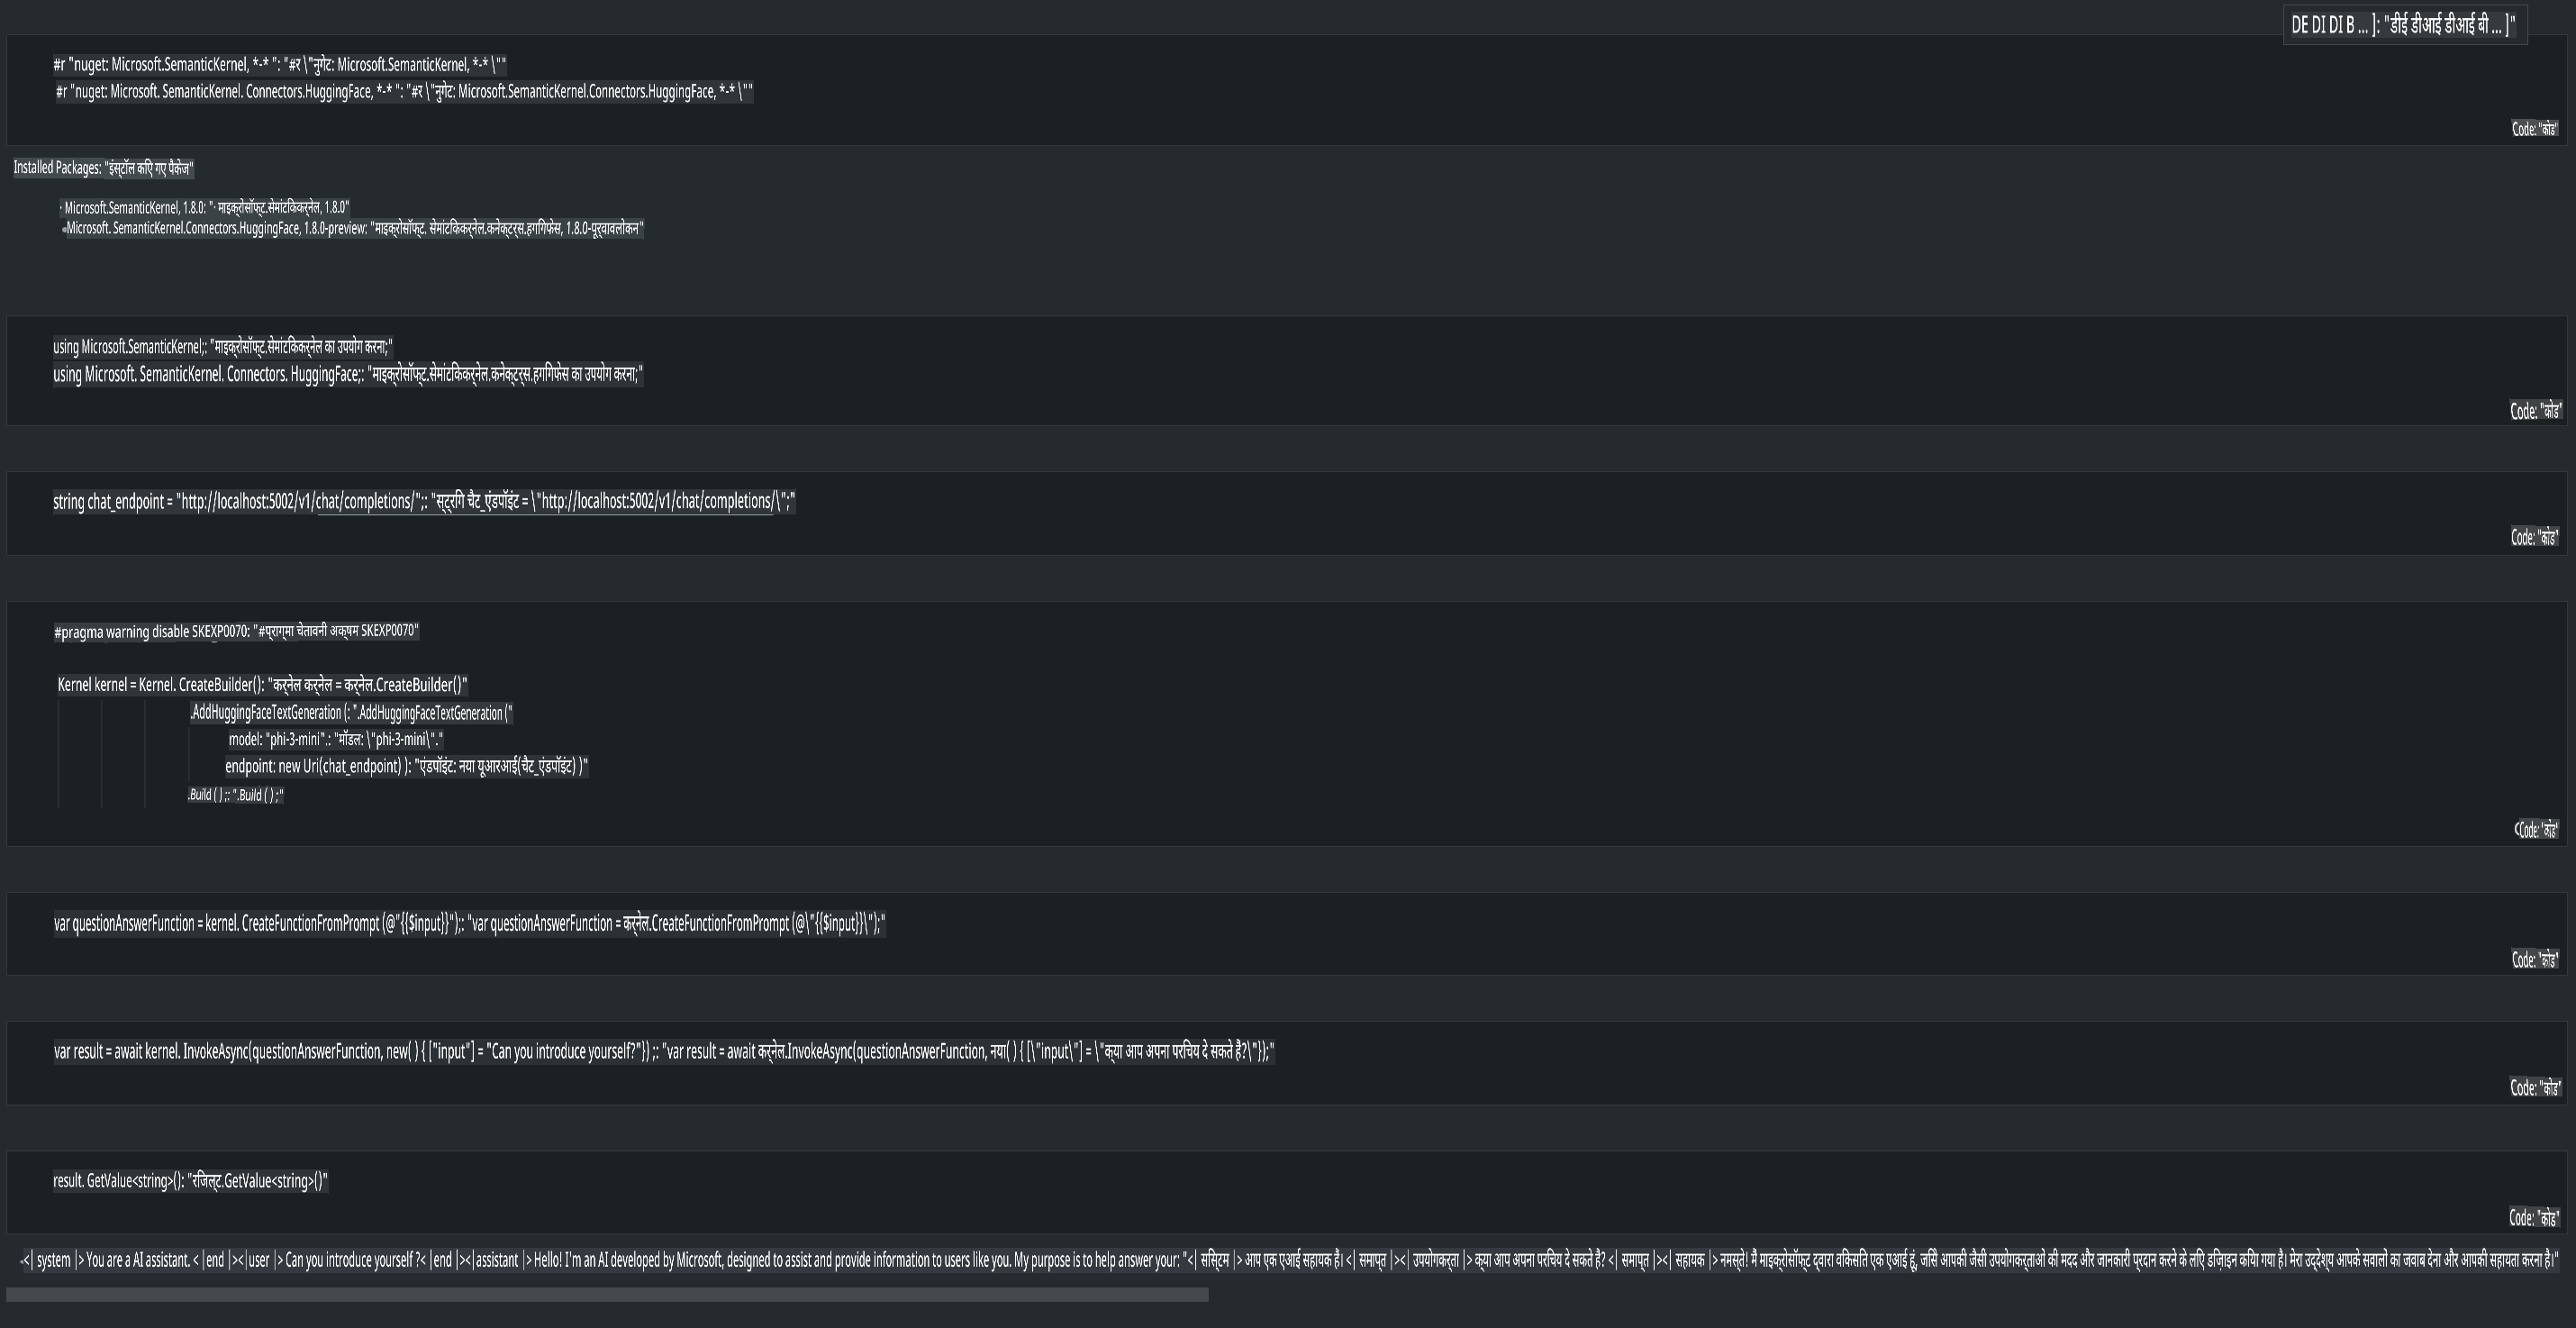 DE DI DI B ... ]: "डीई डीआई डीआई बी ... ]"
#r "nuget: Microsoft.SemanticKernel, *-* ": "#र \"नुगेट: Microsoft.SemanticKernel, *-* \""
#r "nuget: Microsoft. SemanticKernel. Connectors.HuggingFace, *-* ": "#र \"नुगेट: Microsoft.SemanticKernel.Connectors.HuggingFace, *-* \""
Code: "कोड"
Installed Packages: "इंस्टॉल किए गए पैकेज"
· Microsoft.SemanticKernel, 1.8.0: "· माइक्रोसॉफ्ट.सेमांटिककर्नेल, 1.8.0"
Microsoft. SemanticKernel.Connectors.HuggingFace, 1.8.0-preview: "माइक्रोसॉफ्ट. सेमांटिककर्नेल.कनेक्टर्स.हगिंगफेस, 1.8.0-पूर्वावलोकन"
using Microsoft.SemanticKernel;: "माइक्रोसॉफ्ट.सेमांटिककर्नेल का उपयोग करना;"
using Microsoft. SemanticKernel. Connectors. HuggingFace;: "माइक्रोसॉफ्ट.सेमांटिककर्नेल.कनेक्टर्स.हगिंगफेस का उपयोग करना;"
Code: "कोड"
string chat_endpoint = "http://localhost:5002/v1/chat/completions/";: "स्ट्रिंग चैट_एंडपॉइंट = \"http://localhost:5002/v1/chat/completions/\";"
Code: "कोड"
#pragma warning disable SKEXP0070: "#प्राग्मा चेतावनी अक्षम SKEXP0070"
Kernel kernel = Kernel. CreateBuilder(): "कर्नेल कर्नेल = कर्नेल.CreateBuilder()"
.AddHuggingFaceTextGeneration (: ".AddHuggingFaceTextGeneration ("
model: "phi-3-mini".: "मॉडल: \"phi-3-mini\"."
endpoint: new Uri(chat_endpoint) ): "एंडपॉइंट: नया यूआरआई(चैट_एंडपॉइंट) )"
.Build ( ) ;: ".Build ( ) ;"
Code: "कोड"
var questionAnswerFunction = kernel. CreateFunctionFromPrompt (@"{{$input}}");: "var questionAnswerFunction = कर्नेल.CreateFunctionFromPrompt (@\"{{$input}}\");"
Code: "कोड"
var result = await kernel. InvokeAsync(questionAnswerFunction, new( ) { ["input"] = "Can you introduce yourself?"}) ;: "var result = await कर्नेल.InvokeAsync(questionAnswerFunction, नया( ) { [\"input\"] = \"क्या आप अपना परिचय दे सकते हैं?\"});"
Code: "कोड"
result. GetValue<string>(): "रिजल्ट.GetValue<string>()"
Code: "कोड"
<| system |> You are a AI assistant. < |end |><|user |> Can you introduce yourself ?< |end |><|assistant |> Hello! I'm an AI developed by Microsoft, designed to assist and provide information to users like you. My purpose is to help answer your: "<| सिस्टिम |> आप एक एआई सहायक हैं। <| समाप्त |><| उपयोगकर्ता |> क्या आप अपना परिचय दे सकते हैं? <| समाप्त |><| सहायक |> नमस्ते! मैं माइक्रोसॉफ्ट द्वारा विकसित एक एआई हूं, जिसे आपकी जैसी उपयोगकर्ताओं की मदद और जानकारी प्रदान करने के लिए डिज़ाइन किया गया है। मेरा उद्देश्य आपके सवालों का जवाब देना और आपकी सहायता करना है।"